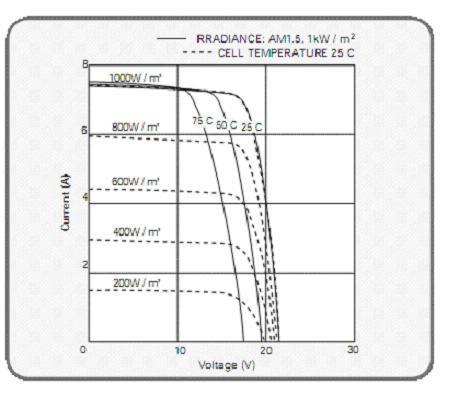 RRADIANCE: AM1.5, 1kW / m²
CELL TEMPERATURE 25 C
8
1000W / m²
75 C 50 C 25 C
800W / m²
6
600W / m²
4
400W / m²
2
200W / m²
0 10 20 30
Current (A)
Voltage (V)